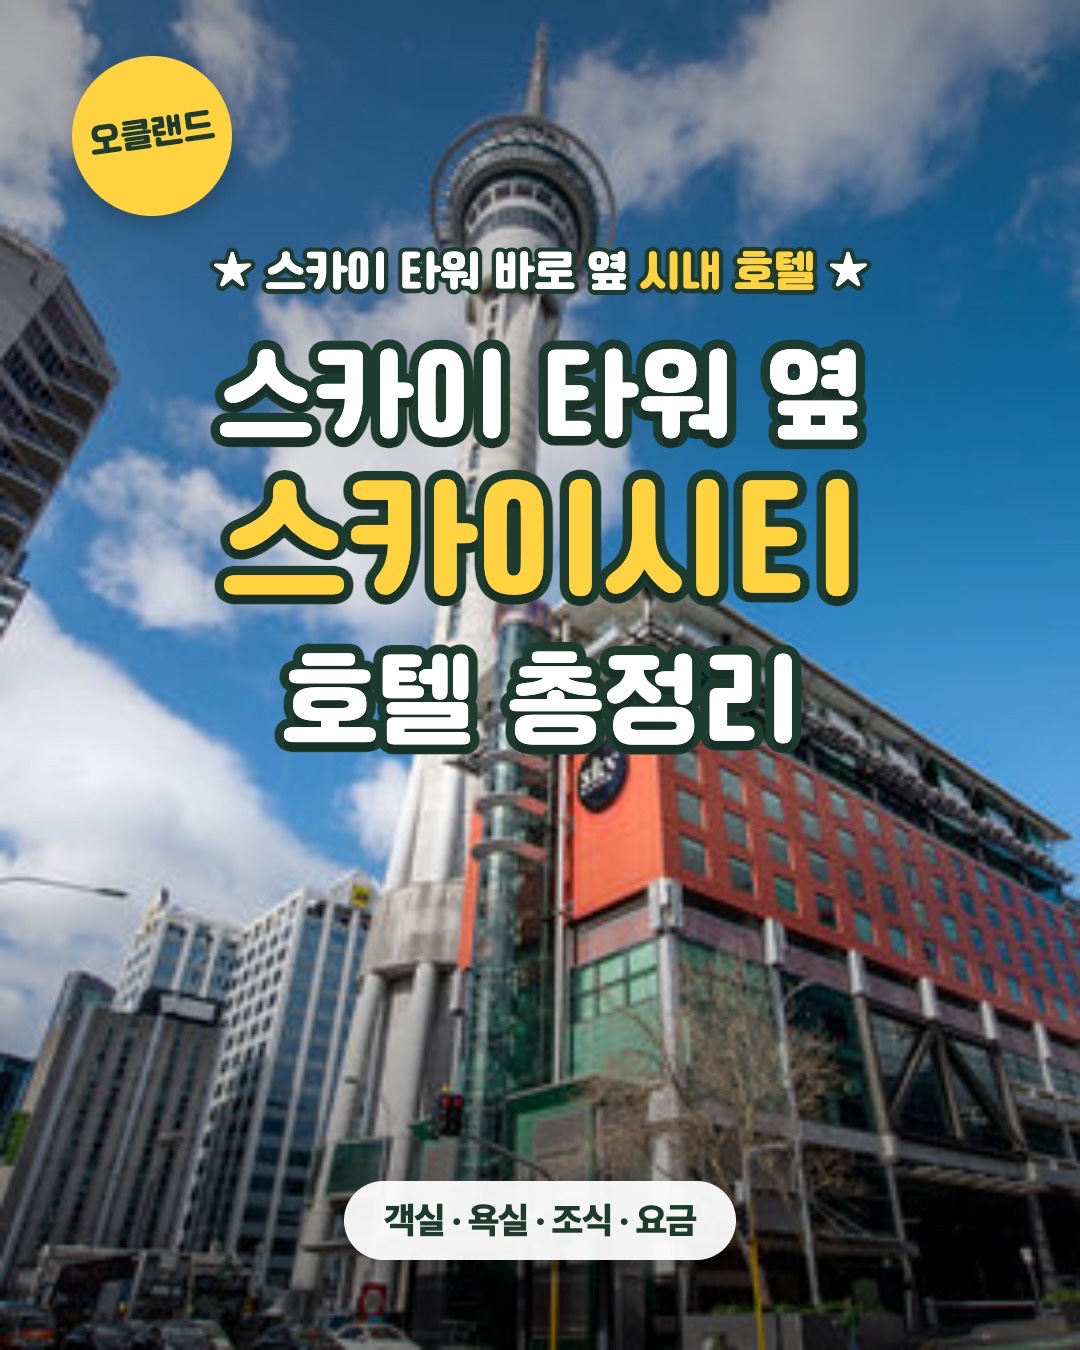 오클랜드
★ 스카이 타워 바로 옆 시내 호텔 ★
스카이 타워 옆
스카이시티
호텔 총정리
sky
객실 · 욕실 · 조식 · 요금